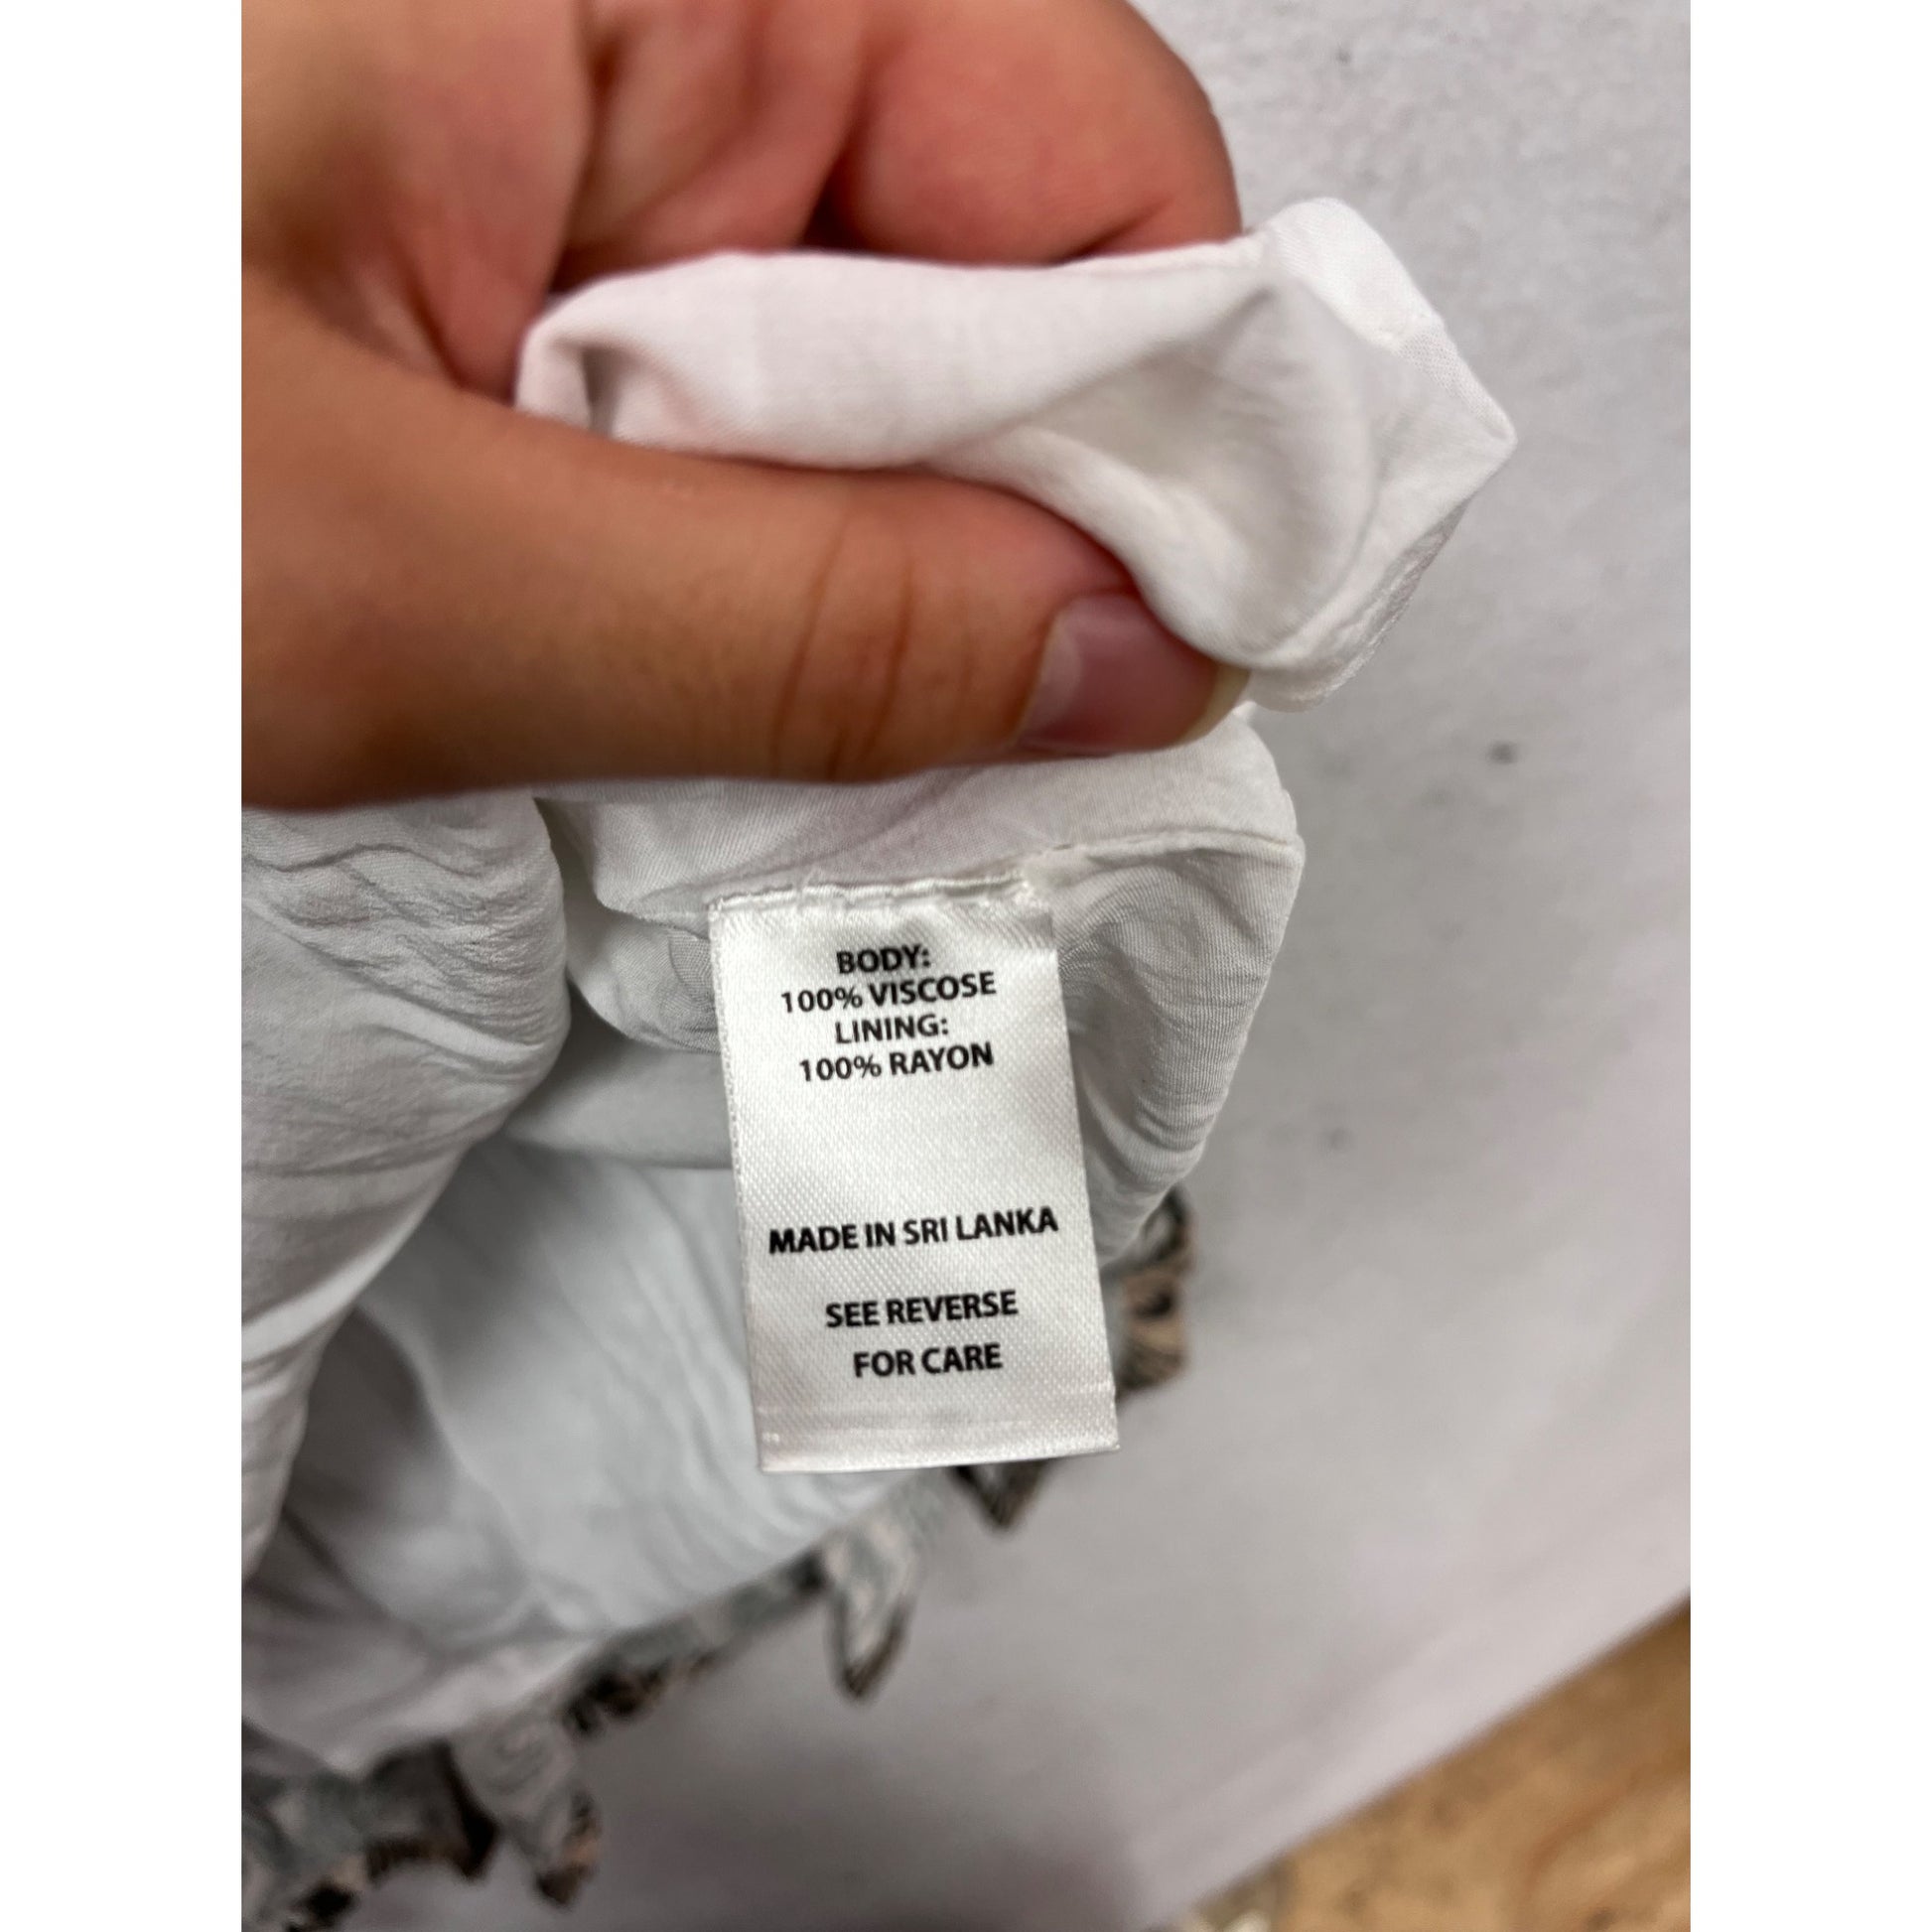 BODY:
100% VISCOSE
LINING:
100% RAYON
MADE IN SRI LANKA
SEE REVERSE
FOR CARE